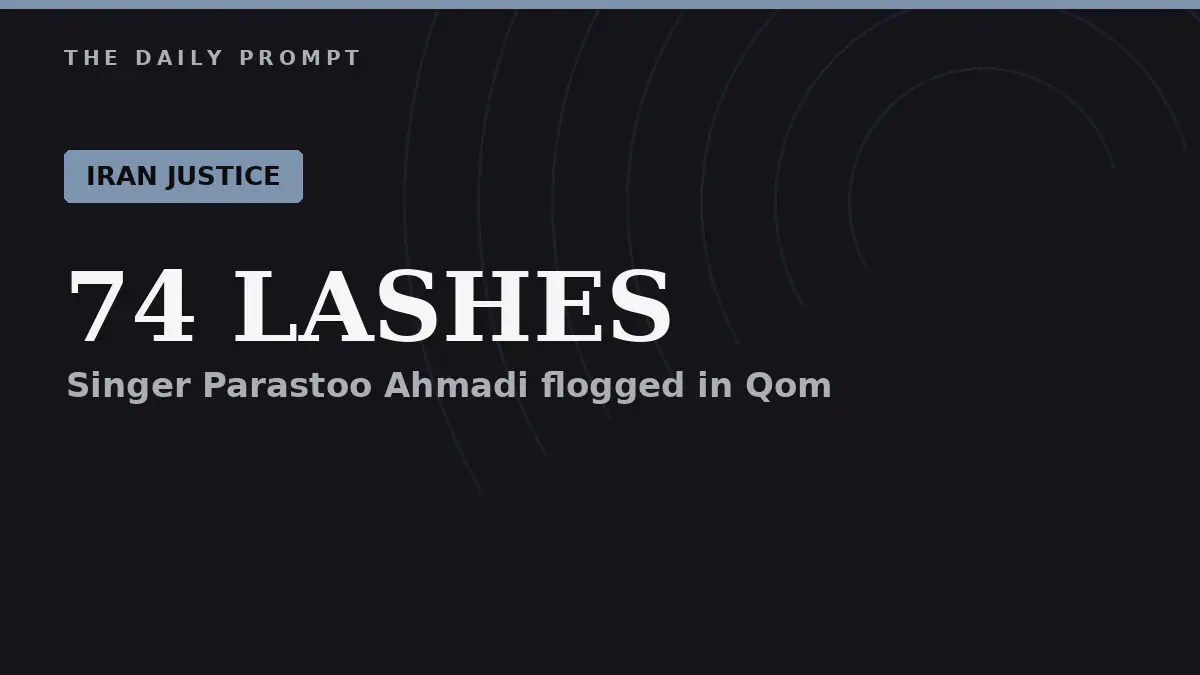 THE DAILY PROMPT
IRAN JUSTICE
74 LASHES
Singer Parastoo Ahmadi flogged in Qom